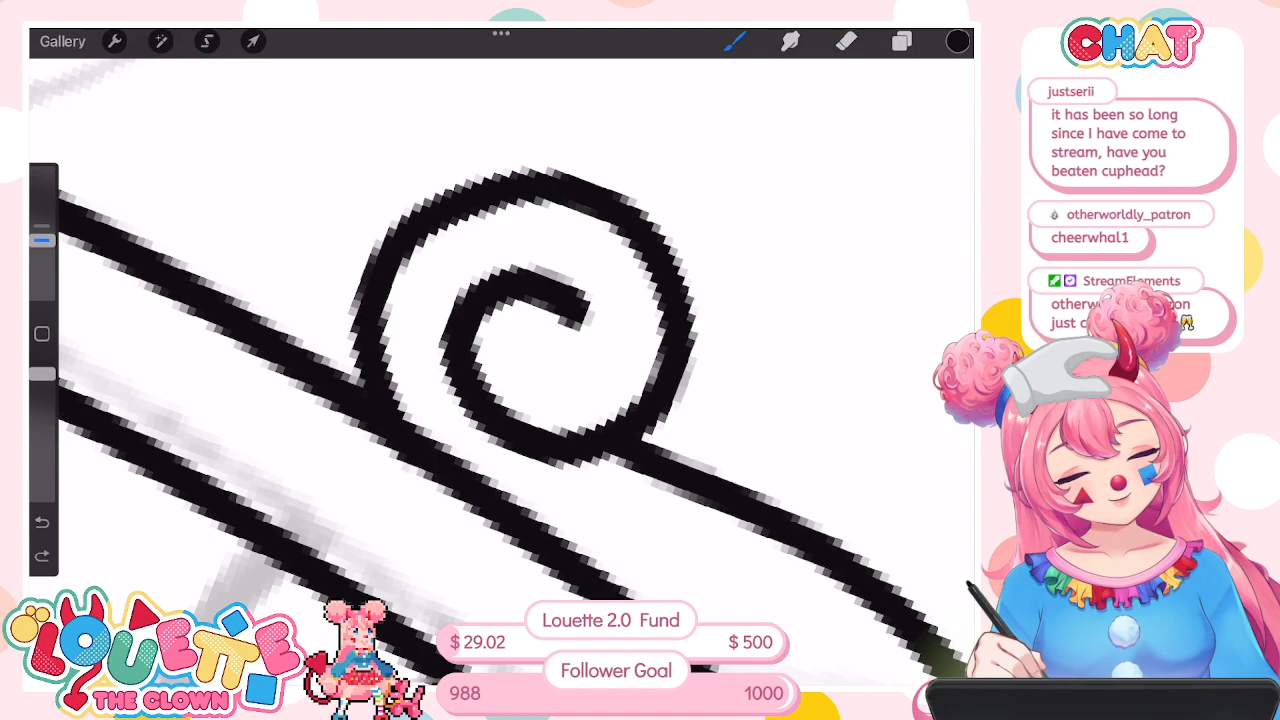 Gallery
CHAT
justserii
it has been so long
since I have come to
stream, have you
beaten cuphead?
otherworldly_patron
cheerwhal1
StreamElements
just
LOUETTE
THE CLOWN
Louette 2.0 Fund
$29.02 $500
Follower Goal
988 1000